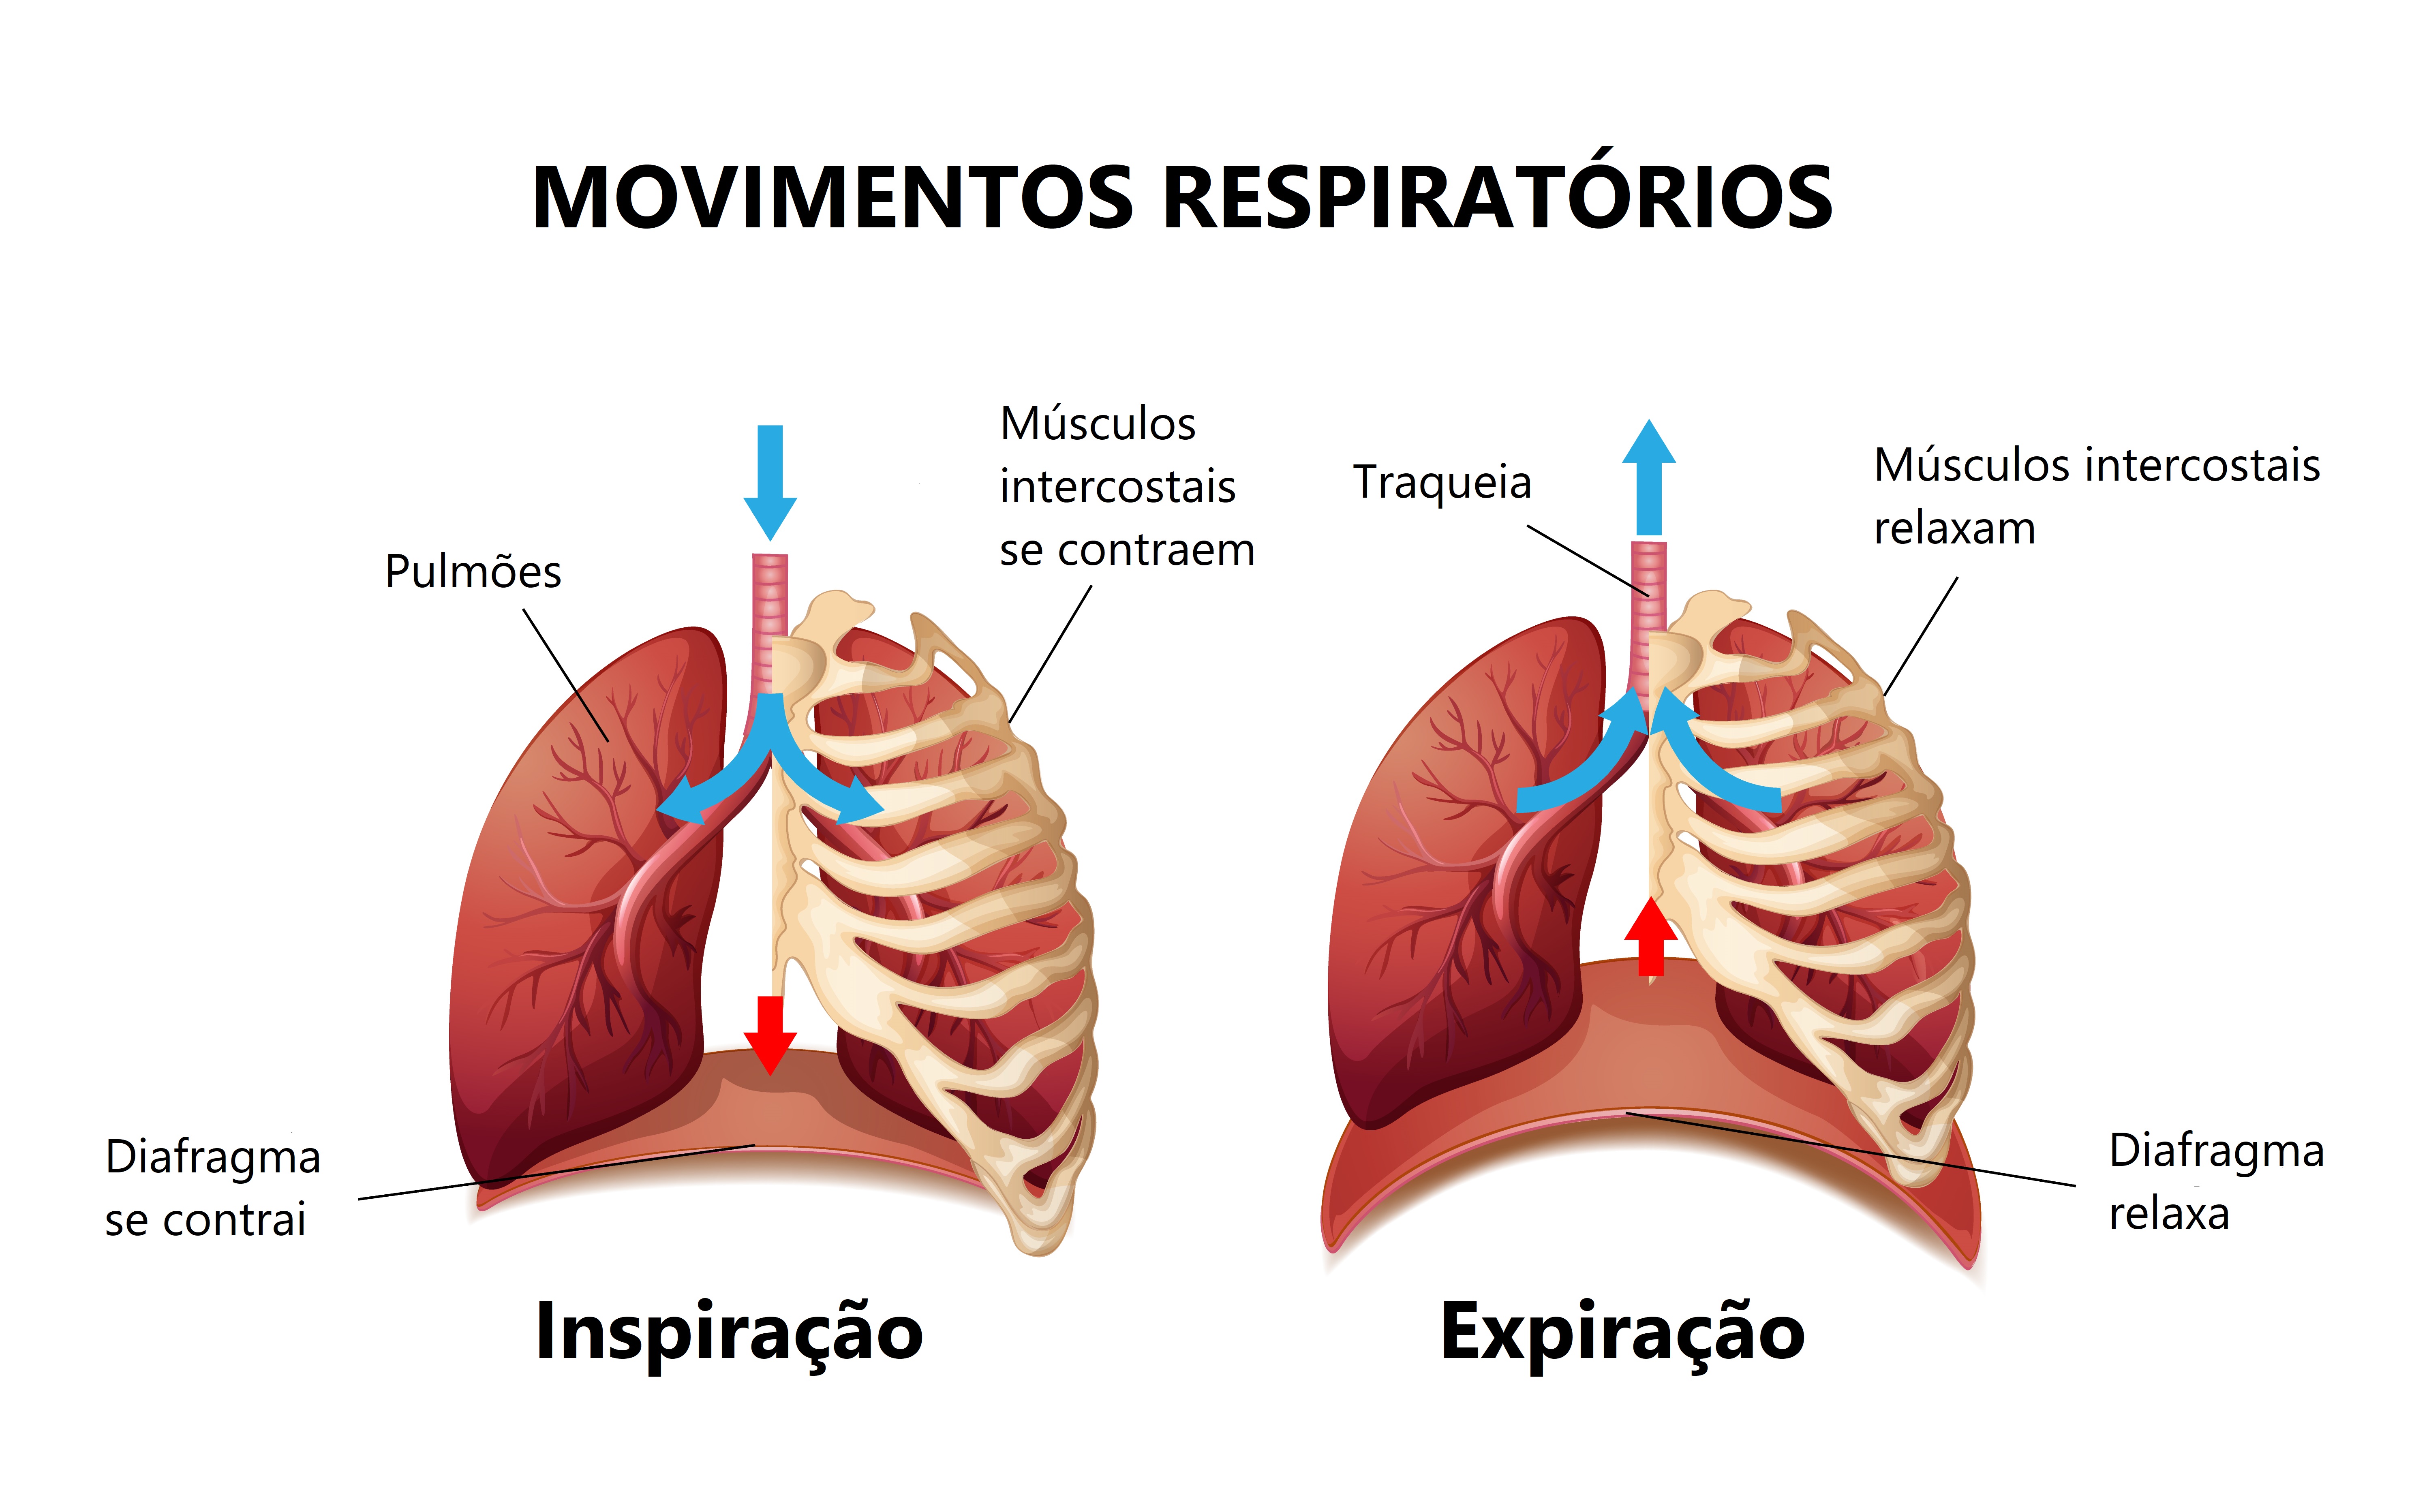 MOVIMENTOS RESPIRATÓRIOS
Músculos
intercostais
se contraem
Pulmões
Traqueia
Músculos intercostais
relaxam
Diafragma
se contrai
Diafragma
relaxa
Inspiração
Expiração